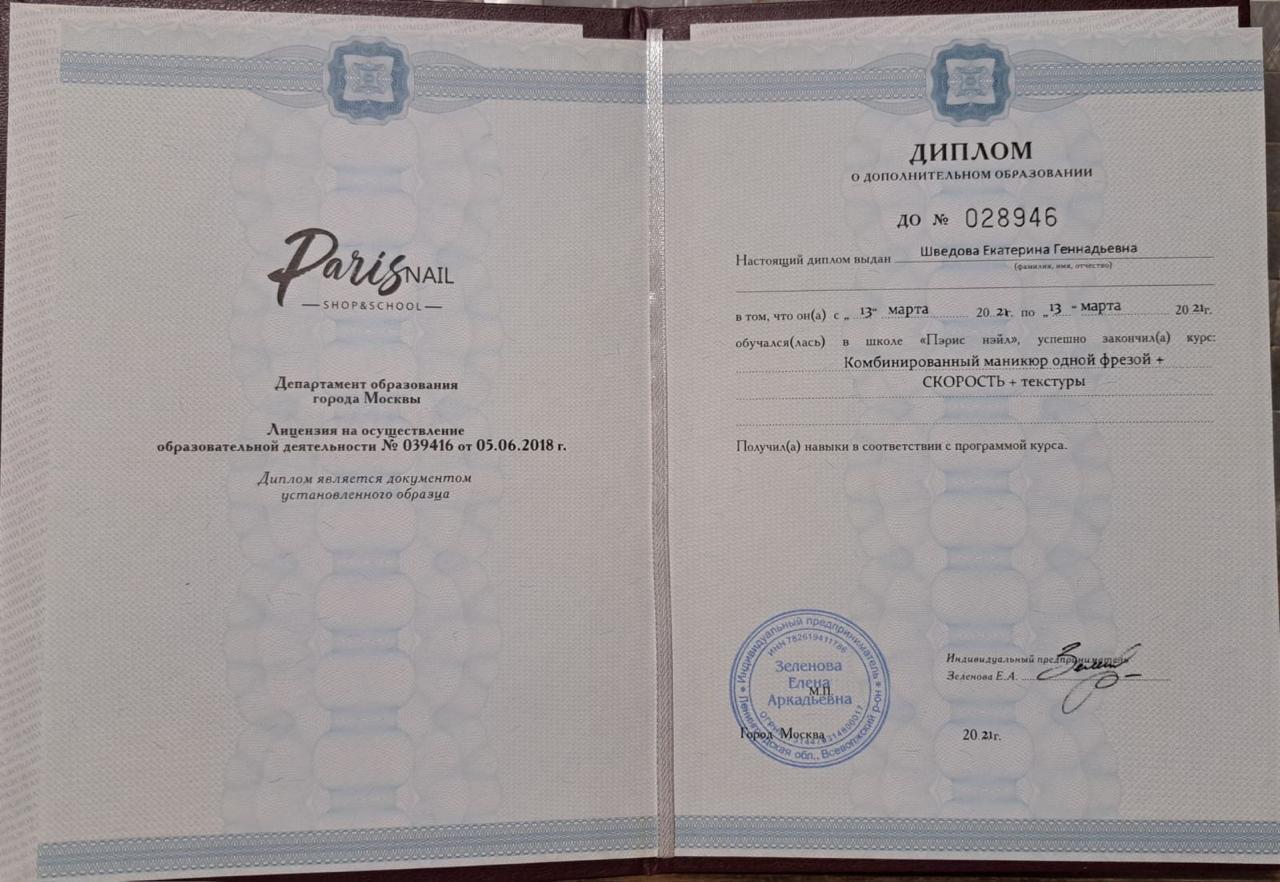 Paris NAIL
SHOP&SCHOOL
Департамент образования
города Москвы
Лицензия на осуществление
образовательной деятельности № 039416 от 05.06.2018 г.
Диплом является документом
установленного образца
ДИПЛОМ
О ДОПОЛНИТЕЛЬНОМ ОБРАЗОВАНИИ
ДО № 028946
Настоящий диплом выдан Шведова Екатерина Геннадьевна
(фамилия, имя, отчество)
в том, что он(а) с „ 13" марта 20 21г. по „13 " марта 20 21г.
обучался(лась) в школе «Пэрис нэйл», успешно закончил(а) курс:
Комбинированный маникюр одной фрезой +
СКОРОСТЬ + текстуры
Получил(а) навыки в соответствии с программой курса.
Индивидуальный предприниматель
ИНН 782619411786
Зеленова
Елена
Аркадьевна
М.П.
Ленинградская обл., Всеволжский р-он
Индивидуальный предприниматель
Зеленова Е.А.
Город Москва 20 21г.